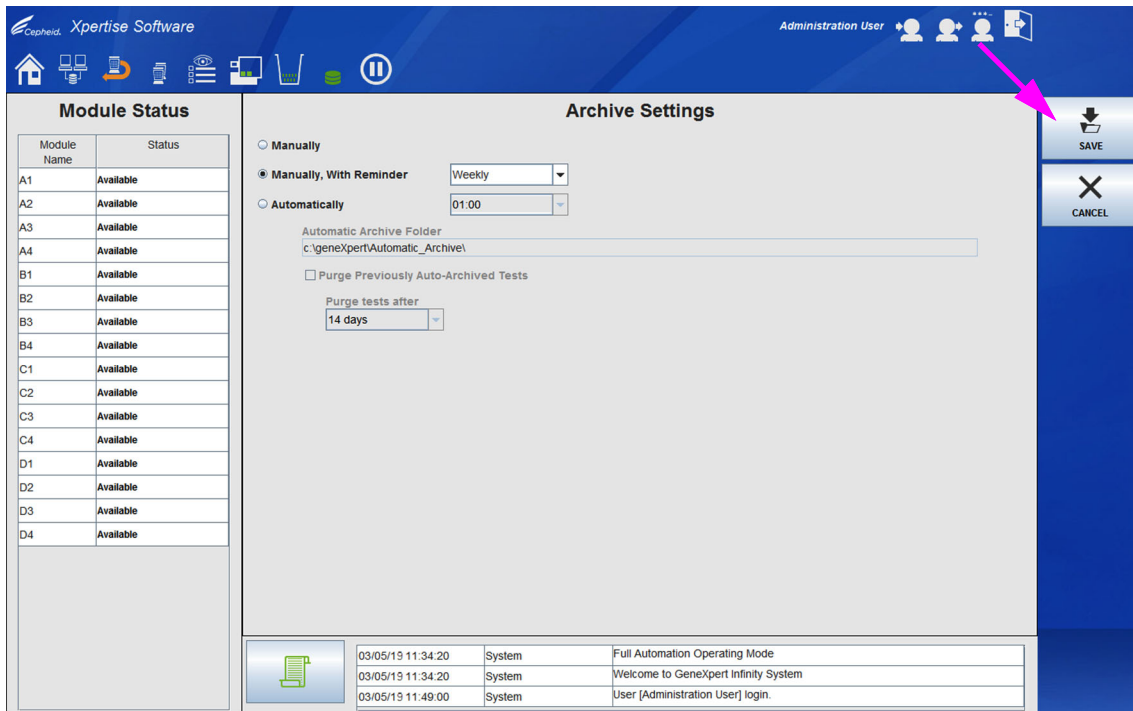 Cepheid. Xpertise Software
Administration User
Module Status
Module Name Status
A1 Available
A2 Available
A3 Available
A4 Available
B1 Available
B2 Available
B3 Available
B4 Available
C1 Available
C2 Available
C3 Available
C4 Available
D1 Available
D2 Available
D3 Available
D4 Available
Archive Settings
Manually
Manually, With Reminder Weekly
Automatically 01:00
Automatic Archive Folder
c:\geneXpert\Automatic_Archive\
Purge Previously Auto-Archived Tests
Purge tests after
14 days
03/05/19 11:34:20 System Full Automation Operating Mode
03/05/19 11:34:20 System Welcome to GeneXpert Infinity System
03/05/19 11:49:00 System User [Administration User] login.
SAVE
CANCEL